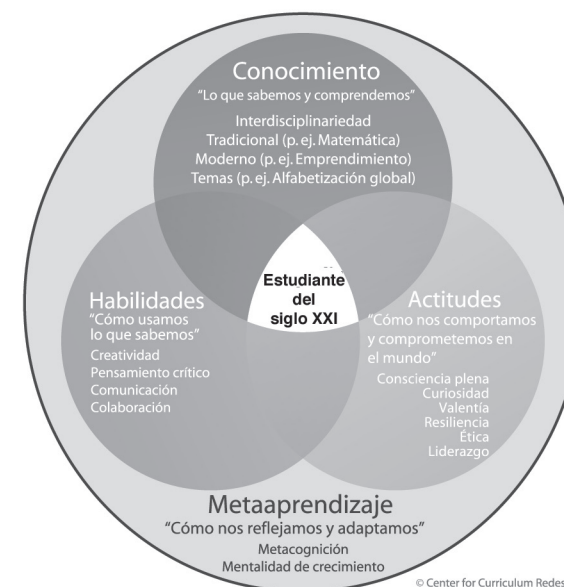 Conocimiento
“Lo que sabemos y comprendemos”
Interdisciplinariedad
Tradicional (p. ej. Matemática)
Moderno (p. ej. Emprendimiento)
Temas (p. ej. Alfabetización global)
Estudiante
del
siglo XXI
Habilidades
“Cómo usamos
lo que sabemos”
Creatividad
Pensamiento crítico
Comunicación
Colaboración
Actitudes
“Cómo nos comportamos
y comprometemos en
el mundo”
Consciencia plena
Curiosidad
Valentía
Resiliencia
Ética
Liderazgo
Metaaprendizaje
“Cómo nos reflejamos y adaptamos”
Metacognición
Mentalidad de crecimiento
© Center for Curriculum Redes